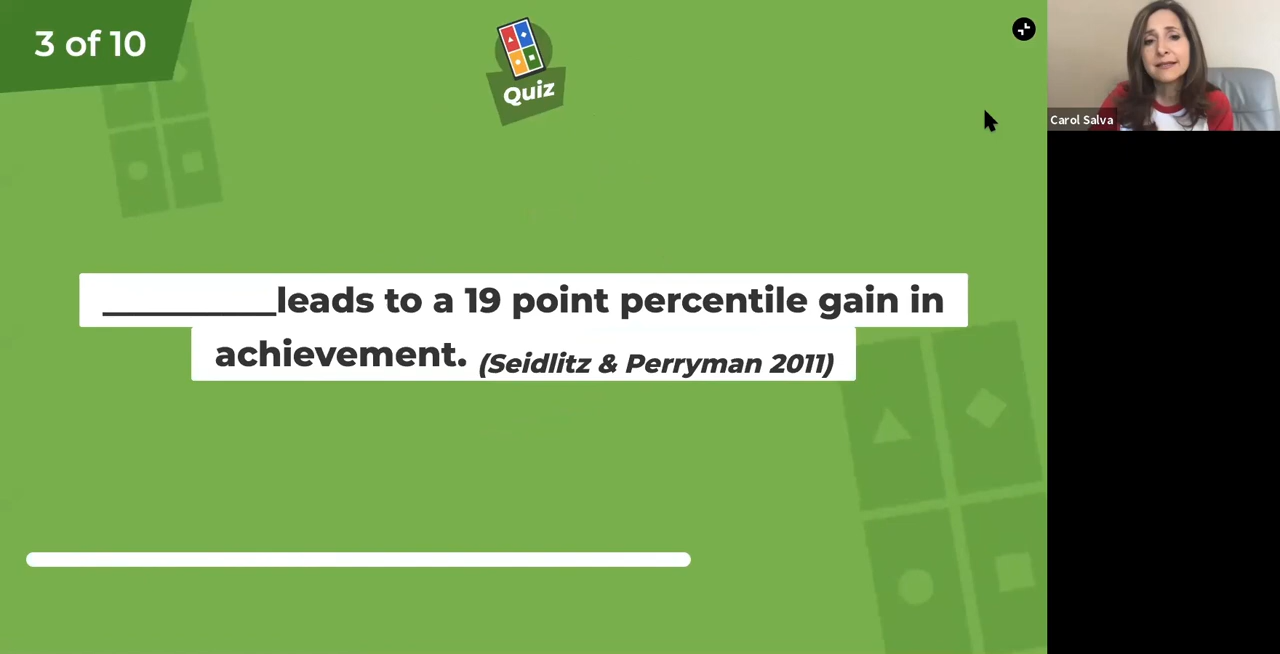 3 of 10
Quiz
Carol Salva
__________leads to a 19 point percentile gain in
achievement. (Seidlitz & Perryman 2011)